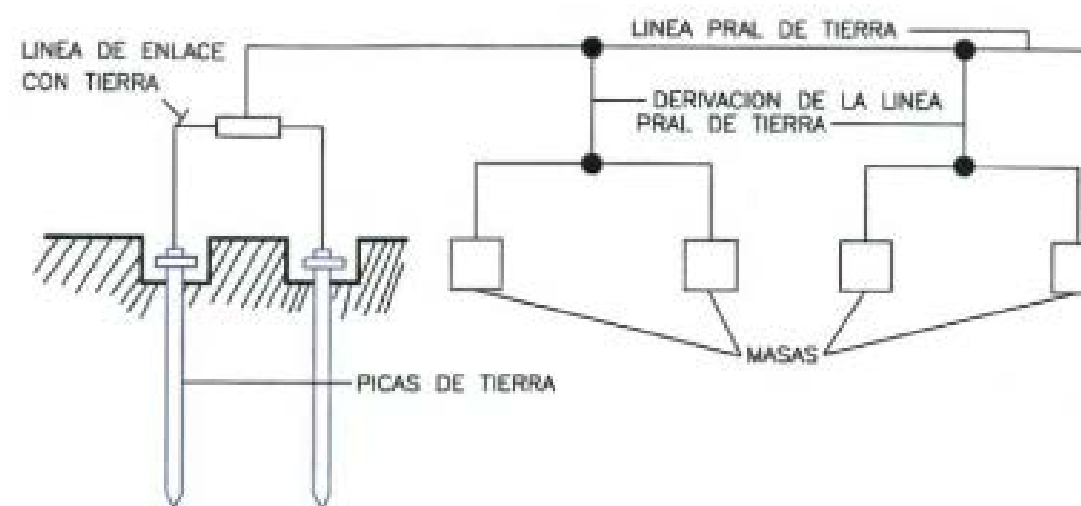 LINEA DE ENLACE
CON TIERRA
LINEA PRAL DE TIERRA
DERIVACION DE LA LINEA
PRAL DE TIERRA
MASAS
PICAS DE TIERRA